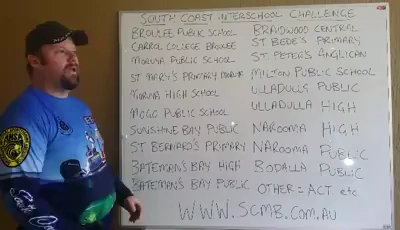 SOUTH COAST INTERSCHOOL CHALLENGE
BROULEE PUBLIC SCHOOL
CARROL COLLEGE BROULEE
MORUYA PUBLIC SCHOOL
ST MARY'S PRIMARY
MORUYA HIGH SCHOOL
MOGO PUBLIC SCHOOL
SUNSHINE BAY PUBLIC
ST BERNARD'S PRIMARY
BATEMAN'S BAY HIGH
BATEMAN'S BAY PUBLIC
BRAIDWOOD CENTRAL
ST BEDE'S PRIMARY
ST PETER'S ANGLICAN
MILTON PUBLIC SCHOOL
ULLADULLA PUBLIC
ULLADULLA HIGH
NAROOMA HIGH
NAROOMA PUBLIC
BODALLA PUBLIC
OTHER = ACT etc
WWW.SCMB.COM.AU